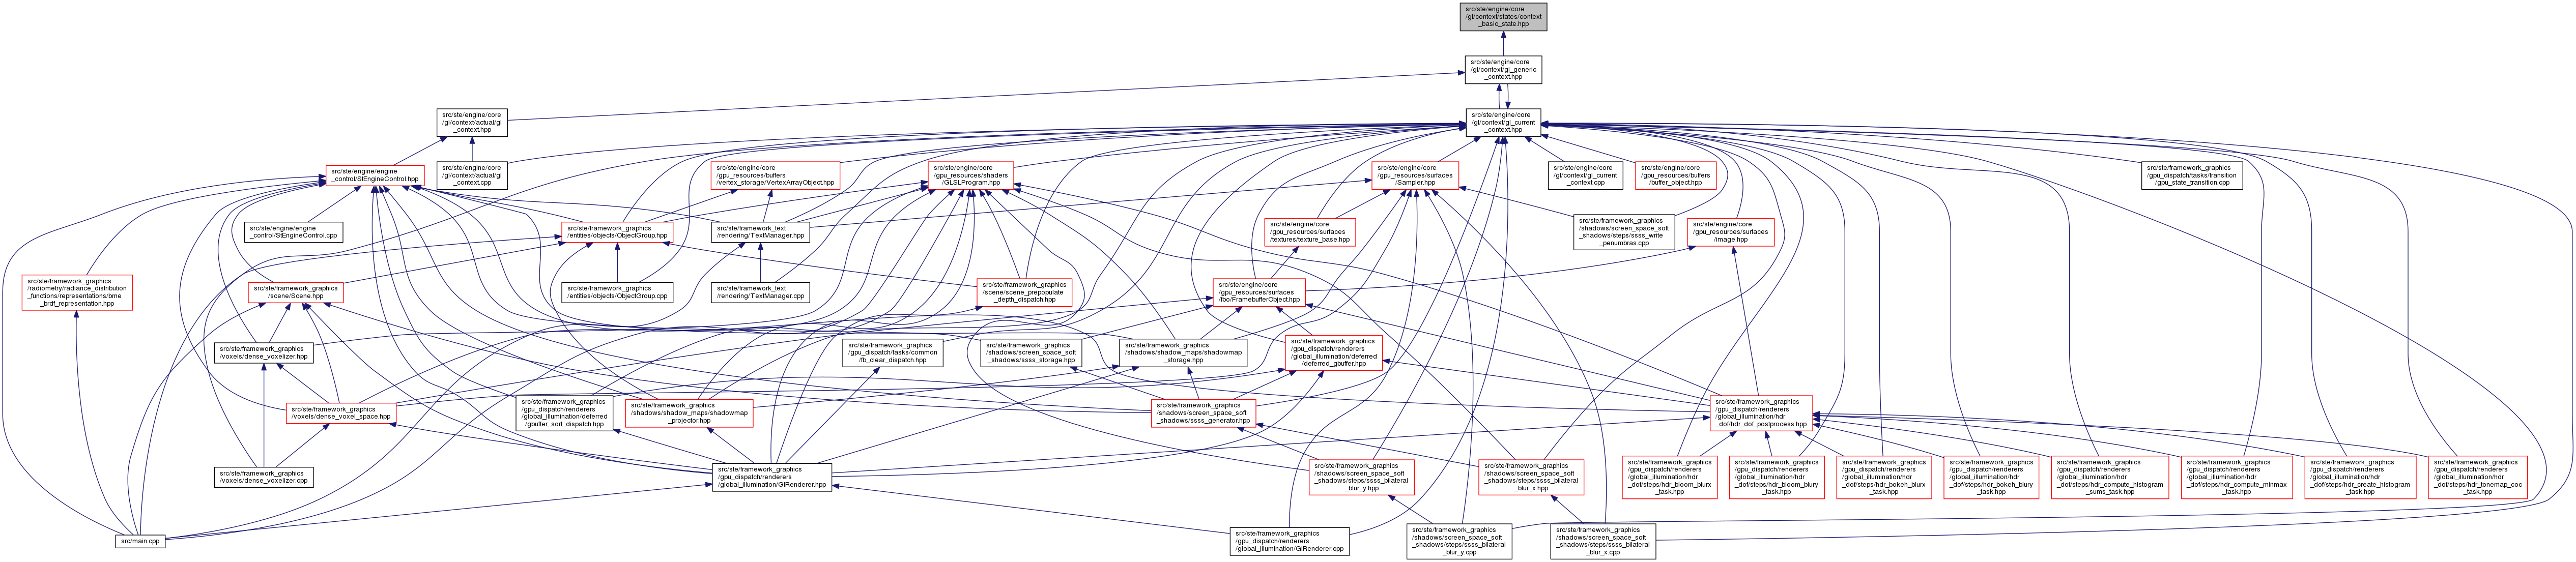 src/ste/engine/core
/gl/context/states/context
_basic_state.hpp
src/ste/engine/core
/gl/context/gl_generic
_context.hpp
src/ste/engine/core
/gl/context/actual/gl
_context.hpp
src/ste/engine/core
/gl/context/gl_current
_context.hpp
src/ste/engine/engine
_control/StEngineControl.hpp
src/ste/engine/core
/gl/context/actual/gl
_context.cpp
src/ste/engine/core
/gpu_resources/buffers
/vertex_storage/VertexArrayObject.hpp
src/ste/engine/core
/gpu_resources/shaders
/GLSLProgram.hpp
src/ste/engine/core
/gpu_resources/surfaces
/Sampler.hpp
src/ste/engine/core
/gl/context/gl_current
_context.cpp
src/ste/engine/core
/gpu_resources/buffers
/buffer_object.hpp
src/ste/framework_graphics
/gpu_dispatch/tasks/transition
/gpu_state_transition.cpp
src/ste/engine/engine
_control/StEngineControl.cpp
src/ste/framework_graphics
/entities/objects/ObjectGroup.hpp
src/ste/framework_text
/rendering/TextManager.hpp
src/ste/engine/core
/gpu_resources/surfaces
/textures/texture_base.hpp
src/ste/framework_graphics
/shadows/screen_space_soft
_shadows/steps/ssss_write
_penumbras.cpp
src/ste/engine/core
/gpu_resources/surfaces
/image.hpp
src/ste/framework_graphics
/radiometry/radiance_distribution
_functions/representations/bme
_brdf_representation.hpp
src/ste/framework_graphics
/scene/Scene.hpp
src/ste/framework_graphics
/entities/objects/ObjectGroup.cpp
src/ste/framework_text
/rendering/TextManager.cpp
src/ste/framework_graphics
/scene/scene_prepopulate
_depth_dispatch.hpp
src/ste/engine/core
/gpu_resources/surfaces
/fbo/FramebufferObject.hpp
src/ste/framework_graphics
/voxels/dense_voxelizer.hpp
src/ste/framework_graphics
/gpu_dispatch/tasks/common
/fb_clear_dispatch.hpp
src/ste/framework_graphics
/shadows/screen_space_soft
_shadows/ssss_storage.hpp
src/ste/framework_graphics
/shadows/shadow_maps/shadowmap
_storage.hpp
src/ste/framework_graphics
/gpu_dispatch/renderers
/global_illumination/deferred
/deferred_gbuffer.hpp
src/ste/framework_graphics
/voxels/dense_voxel_space.hpp
src/ste/framework_graphics
/gpu_dispatch/renderers
/global_illumination/deferred
/gbuffer_sort_dispatch.hpp
src/ste/framework_graphics
/shadows/shadow_maps/shadowmap
_projector.hpp
src/ste/framework_graphics
/shadows/screen_space_soft
_shadows/ssss_generator.hpp
src/ste/framework_graphics
/gpu_dispatch/renderers
/global_illumination/hdr
_dof/hdr_dof_postprocess.hpp
src/ste/framework_graphics
/voxels/dense_voxelizer.cpp
src/ste/framework_graphics
/gpu_dispatch/renderers
/global_illumination/GIRenderer.hpp
src/ste/framework_graphics
/shadows/screen_space_soft
_shadows/steps/ssss_bilateral
_blur_y.hpp
src/ste/framework_graphics
/shadows/screen_space_soft
_shadows/steps/ssss_bilateral
_blur_x.hpp
src/ste/framework_graphics
/gpu_dispatch/renderers
/global_illumination/hdr
_dof/steps/hdr_bloom_blurx
_task.hpp
src/ste/framework_graphics
/gpu_dispatch/renderers
/global_illumination/hdr
_dof/steps/hdr_bloom_blury
_task.hpp
src/ste/framework_graphics
/gpu_dispatch/renderers
/global_illumination/hdr
_dof/steps/hdr_bokeh_blurx
_task.hpp
src/ste/framework_graphics
/gpu_dispatch/renderers
/global_illumination/hdr
_dof/steps/hdr_bokeh_blury
_task.hpp
src/ste/framework_graphics
/gpu_dispatch/renderers
/global_illumination/hdr
_dof/steps/hdr_compute_histogram
_sums_task.hpp
src/ste/framework_graphics
/gpu_dispatch/renderers
/global_illumination/hdr
_dof/steps/hdr_compute_minmax
_task.hpp
src/ste/framework_graphics
/gpu_dispatch/renderers
/global_illumination/hdr
_dof/steps/hdr_create_histogram
_task.hpp
src/ste/framework_graphics
/gpu_dispatch/renderers
/global_illumination/hdr
_dof/steps/hdr_tonemap_coc
_task.hpp
src/main.cpp
src/ste/framework_graphics
/gpu_dispatch/renderers
/global_illumination/GIRenderer.cpp
src/ste/framework_graphics
/shadows/screen_space_soft
_shadows/steps/ssss_bilateral
_blur_y.cpp
src/ste/framework_graphics
/shadows/screen_space_soft
_shadows/steps/ssss_bilateral
_blur_x.cpp